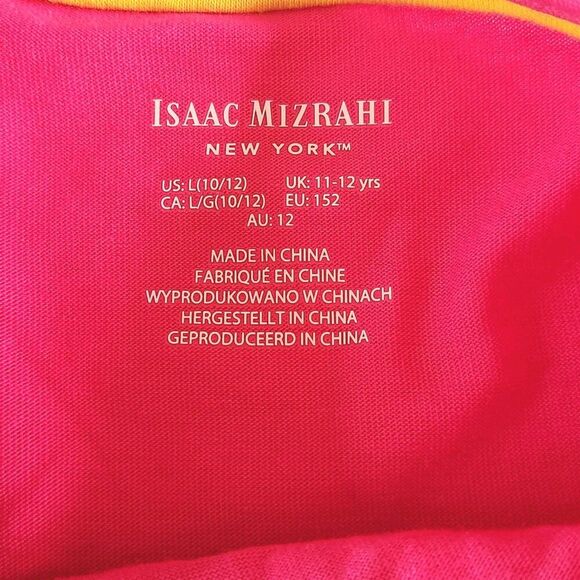 ISAAC MIZRAHI
NEW YORK™
US: L(10/12) UK: 11-12 yrs
CA: L/G(10/12) EU: 152
AU: 12
MADE IN CHINA
FABRIQUÉ EN CHINE
WYPRODUKOWANO W CHINACH
HERGESTELLT IN CHINA
GEPRODUCEERD IN CHINA